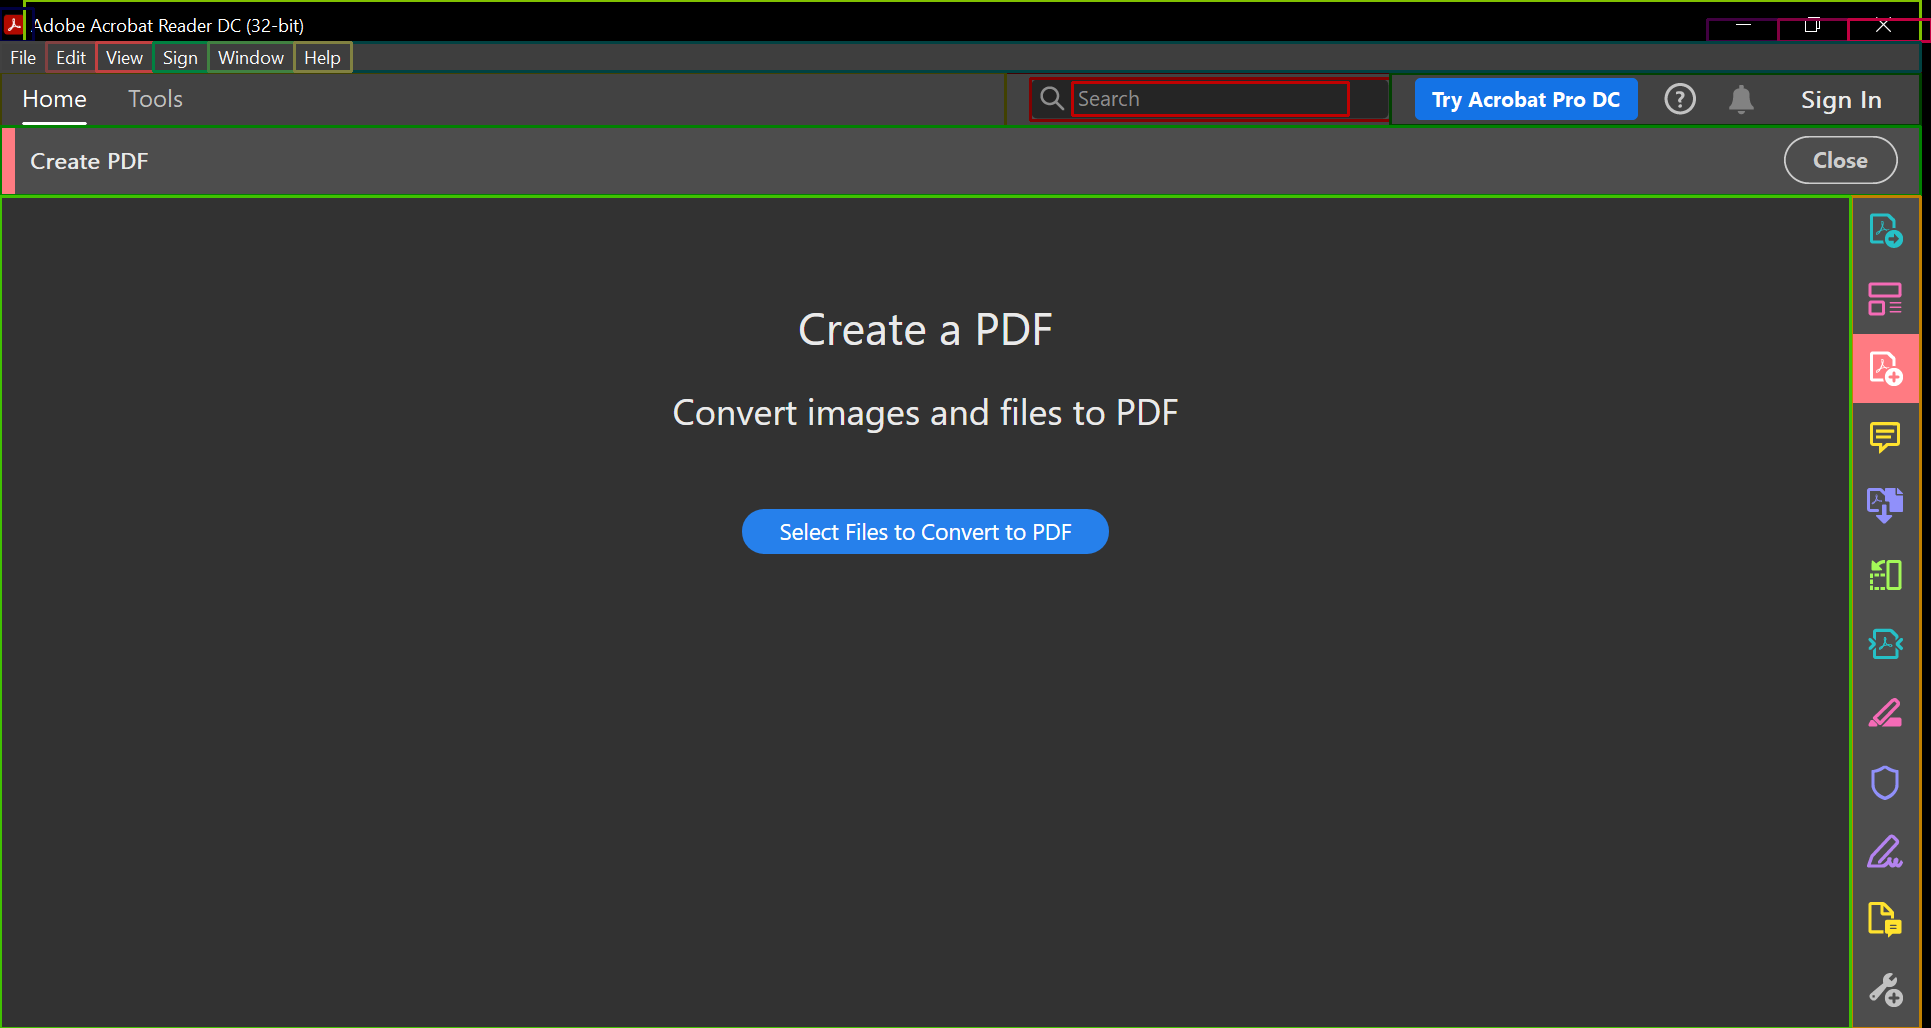 Adobe Acrobat Reader DC (32-bit)
File Edit View Sign Window Help
Home Tools Search Try Acrobat Pro DC Sign In
Create PDF Close
Create a PDF
Convert images and files to PDF
Select Files to Convert to PDF